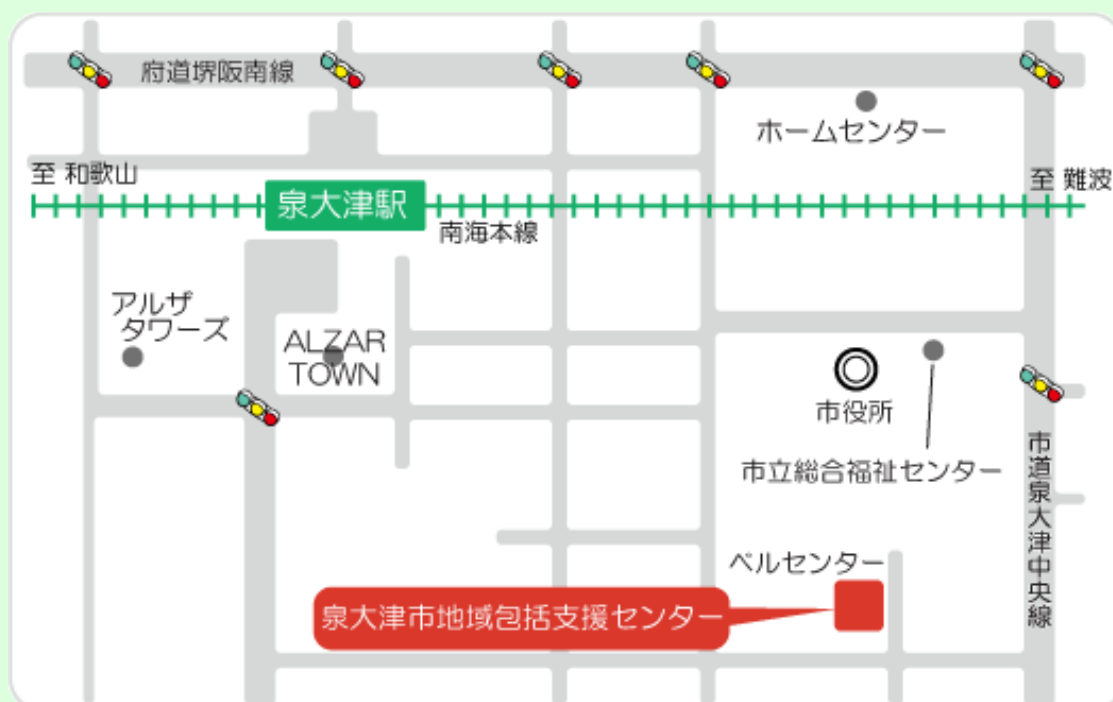 府道堺阪南線
ホームセンター
至 和歌山
至 難波
泉大津駅
南海本線
アルザ
タワーズ
ALZAR
TOWN
市役所
市立総合福祉センター
市道泉大津中央線
ベルセンター
泉大津市地域包括支援センター